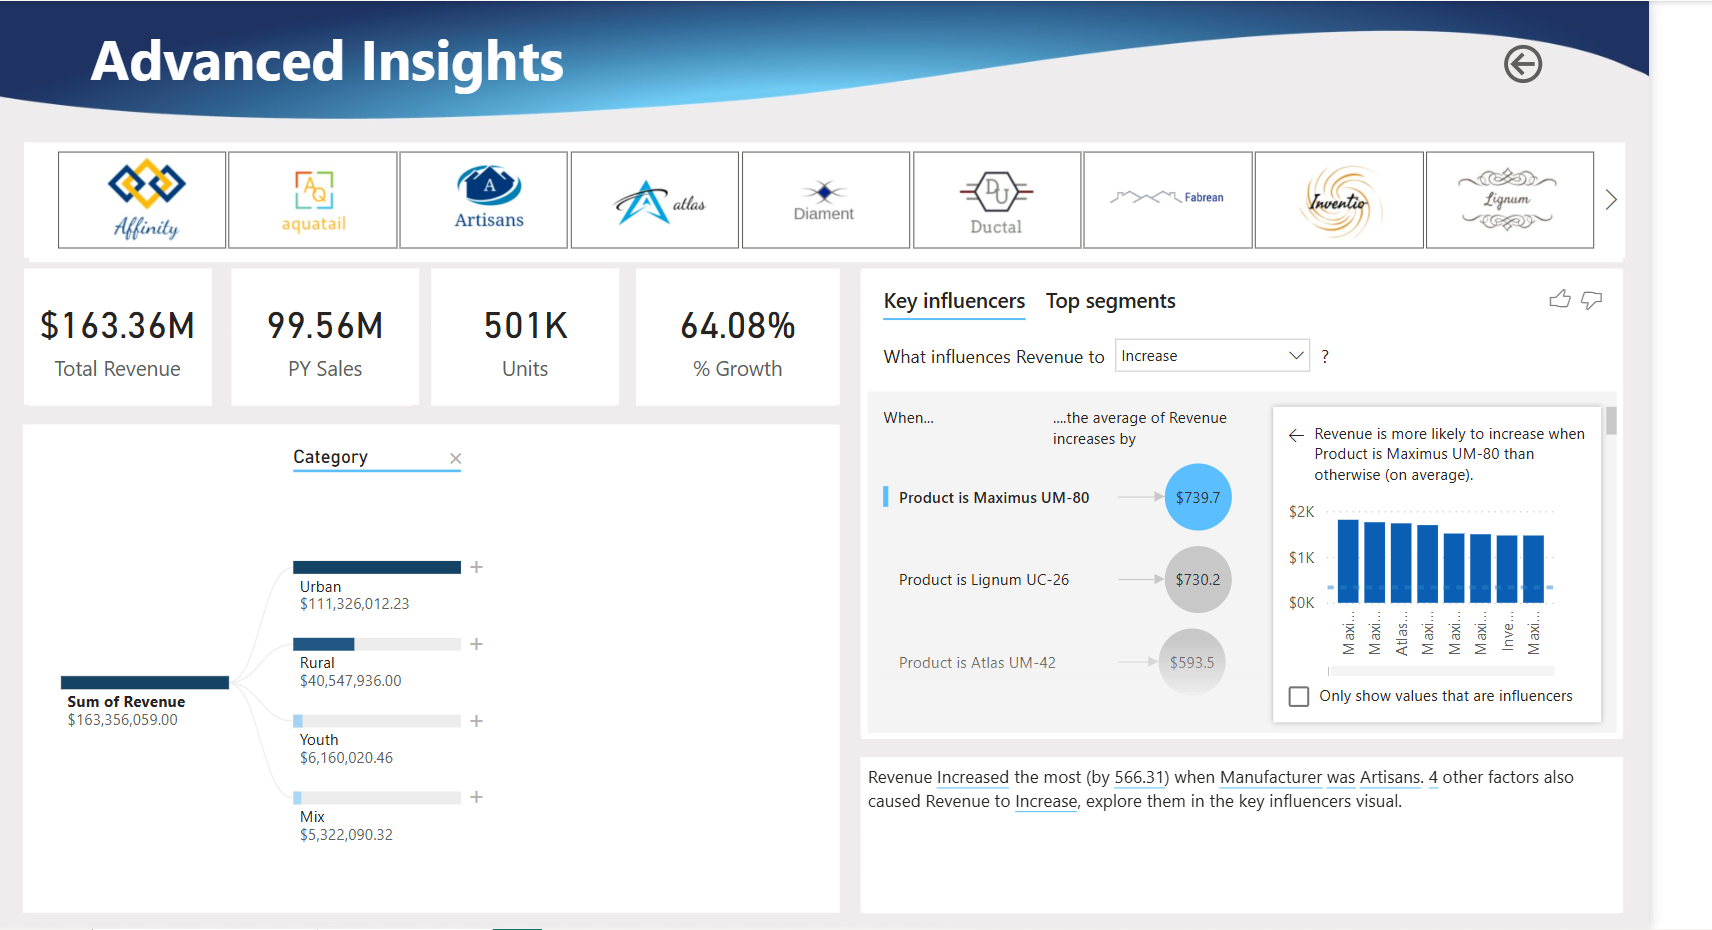 Advanced Insights
Affinity
AQ
aquatail
A
Artisans
atlas
Diament
DU
Ductal
Fabrean
Inventio
Lignum
$163.36M
Total Revenue
99.56M
PY Sales
501K
Units
64.08%
% Growth
Category
Urban
$111,326,012.23
Rural
$40,547,936.00
Sum of Revenue
$163,356,059.00
Youth
$6,160,020.46
Mix
$5,322,090.32
Key influencers
Top segments
What influences Revenue to
Increase
?
When...
....the average of Revenue
increases by
Product is Maximus UM-80
$739.7
Product is Lignum UC-26
$730.2
Product is Atlas UM-42
$593.5
Revenue is more likely to increase when
Product is Maximus UM-80 than
otherwise (on average).
$2K
$1K
$0K
Maxi...
Maxi...
Atlas...
Maxi...
Maxi...
Maxi...
Inve...
Maxi...
Only show values that are influencers
Revenue Increased the most (by 566.31) when Manufacturer was Artisans. 4 other factors also
caused Revenue to Increase, explore them in the key influencers visual.